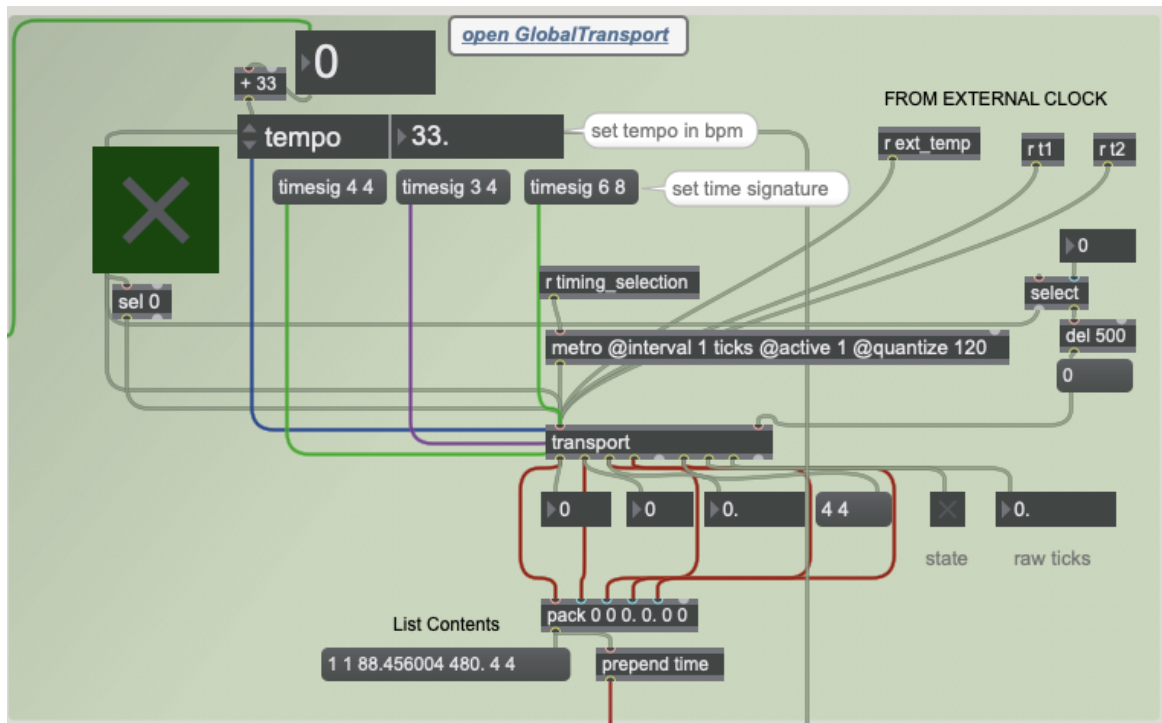 open GlobalTransport
0
+ 33
FROM EXTERNAL CLOCK
tempo
33.
set tempo in bpm
r ext_temp
r t1
r t2
timesig 4 4
timesig 3 4
timesig 6 8
set time signature
0
r timing_selection
select
sel 0
del 500
metro @interval 1 ticks @active 1 @quantize 120
0
transport
0
0
0.
4 4
0.
state
raw ticks
pack 0 0 0. 0. 0 0
List Contents
1 1 88.456004 480. 4 4
prepend time